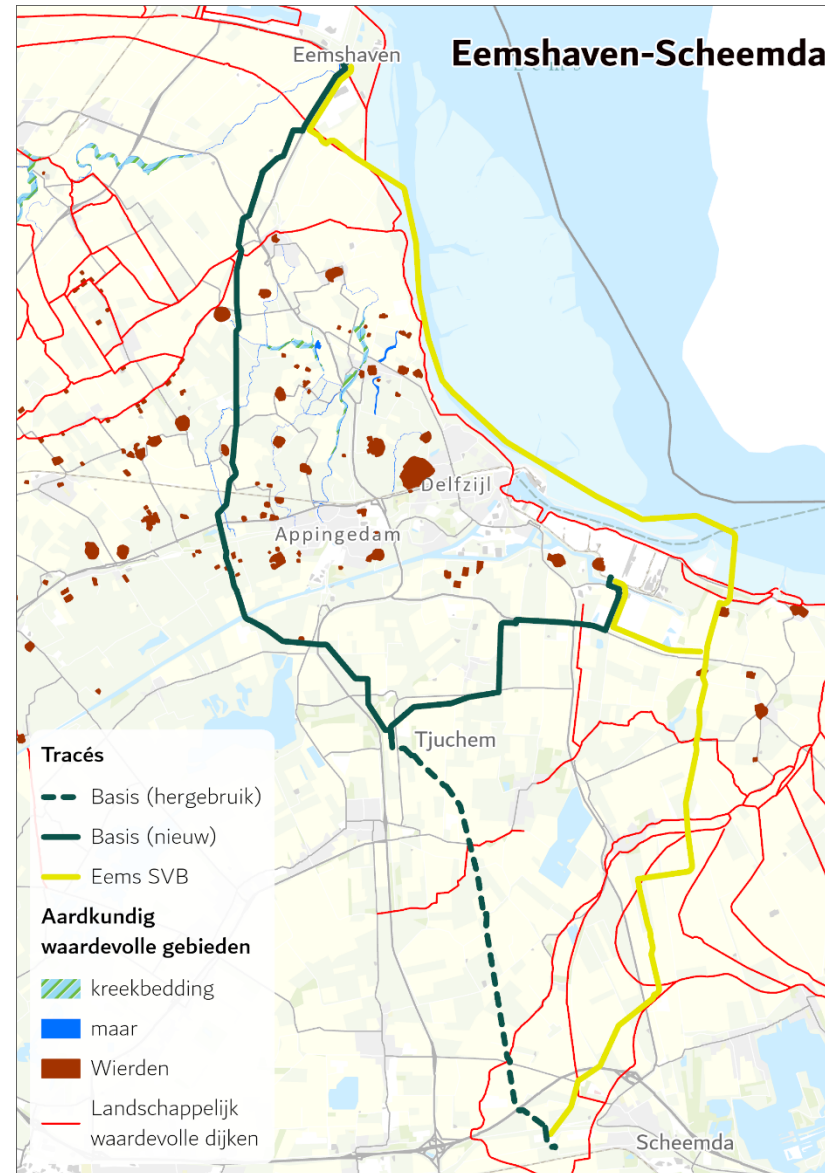 Eemshaven-Scheemda
Eemshaven
Delfzijl
Appingedam
Tjuchem
Tracés
Basis (hergebruik)
Basis (nieuw)
Eems SVB
Aardkundig
waardevolle gebieden
kreekbedding
maar
Wierden
Landschappelijk
waardevolle dijken
Scheemda